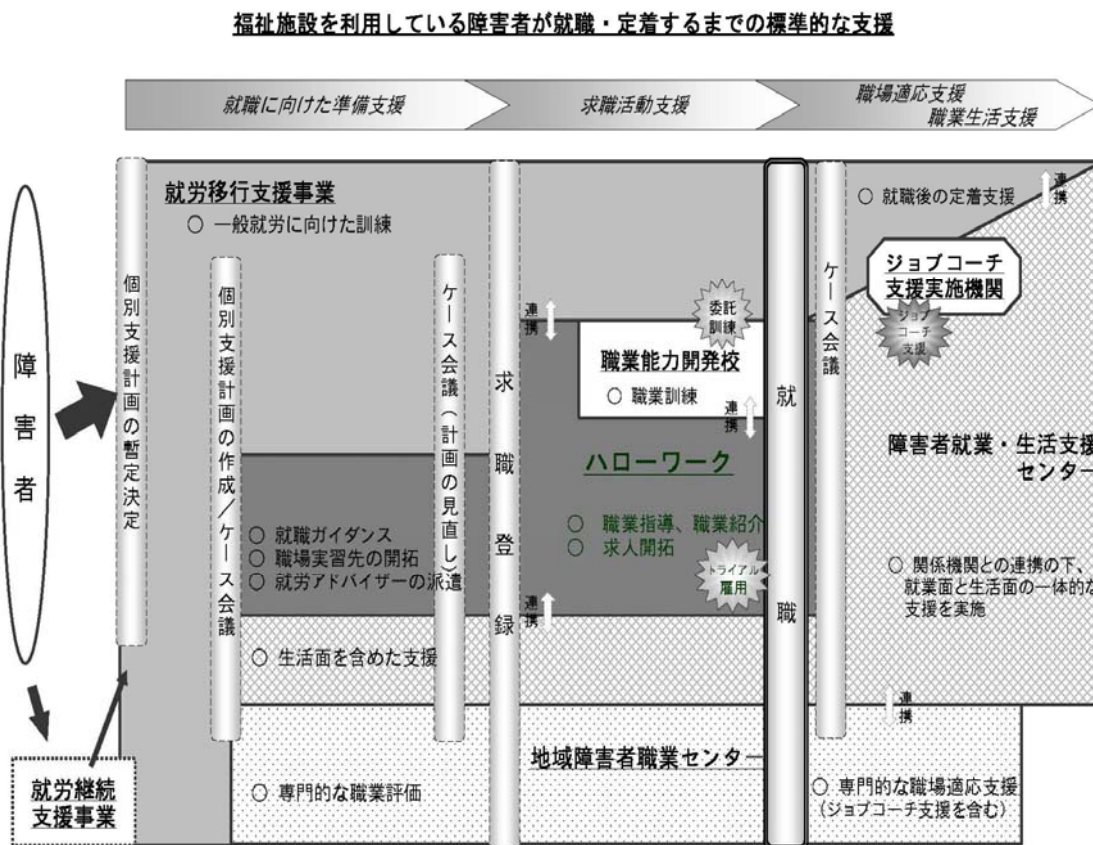 福祉施設を利用している障害者が就職・定着するまでの標準的な支援
就職に向けた準備支援
求職活動支援
職場適応支援
職業生活支援
障害者
就労継続
支援事業
個別支援計画の暫定決定
就労移行支援事業
○ 一般就労に向けた訓練
個別支援計画の作成／ケース会議
ケース会議（計画の見直し）
求職登録
就職
ケース会議
○ 就職後の定着支援
連携
ジョブコーチ
支援実施機関
ジョブ
コーチ
支援
連携
委託
訓練
職業能力開発校
○ 職業訓練
連携
ハローワーク
○ 職業指導、職業紹介
○ 求人開拓
トライアル
雇用
○ 就職ガイダンス
○ 職場実習先の開拓
○ 就労アドバイザーの派遣
連携
障害者就業・生活支援
センター
○ 関係機関との連携の下、
就業面と生活面の一体的な
支援を実施
○ 生活面を含めた支援
連携
地域障害者職業センター
○ 専門的な職業評価
○ 専門的な職場適応支援
（ジョブコーチ支援を含む）